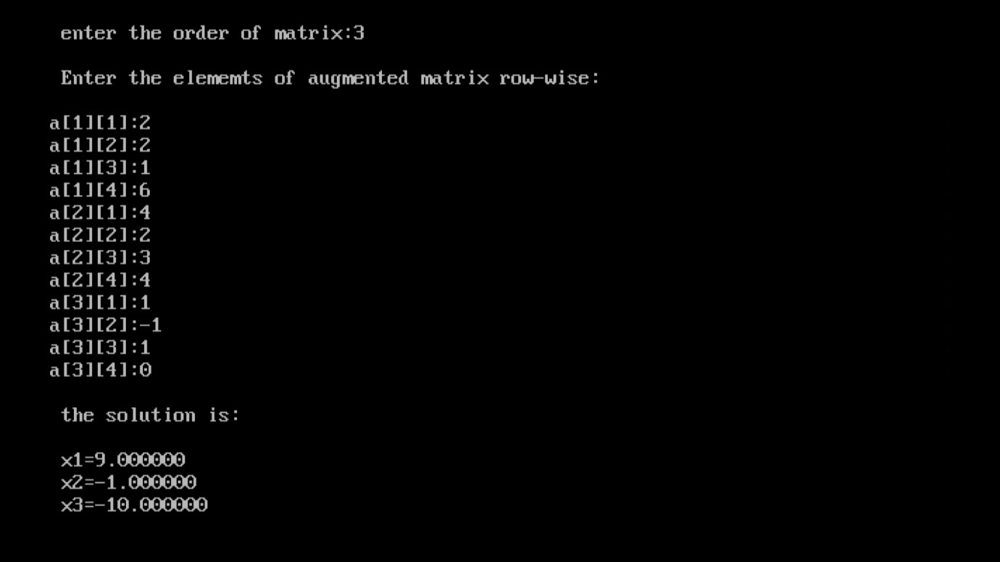 enter the order of matrix:3
Enter the elememts of augmented matrix row-wise:
a[1][1]:2
a[1][2]:2
a[1][3]:1
a[1][4]:6
a[2][1]:4
a[2][2]:2
a[2][3]:3
a[2][4]:4
a[3][1]:1
a[3][2]:-1
a[3][3]:1
a[3][4]:0
the solution is:
x1=9.000000
x2=-1.000000
x3=-10.000000